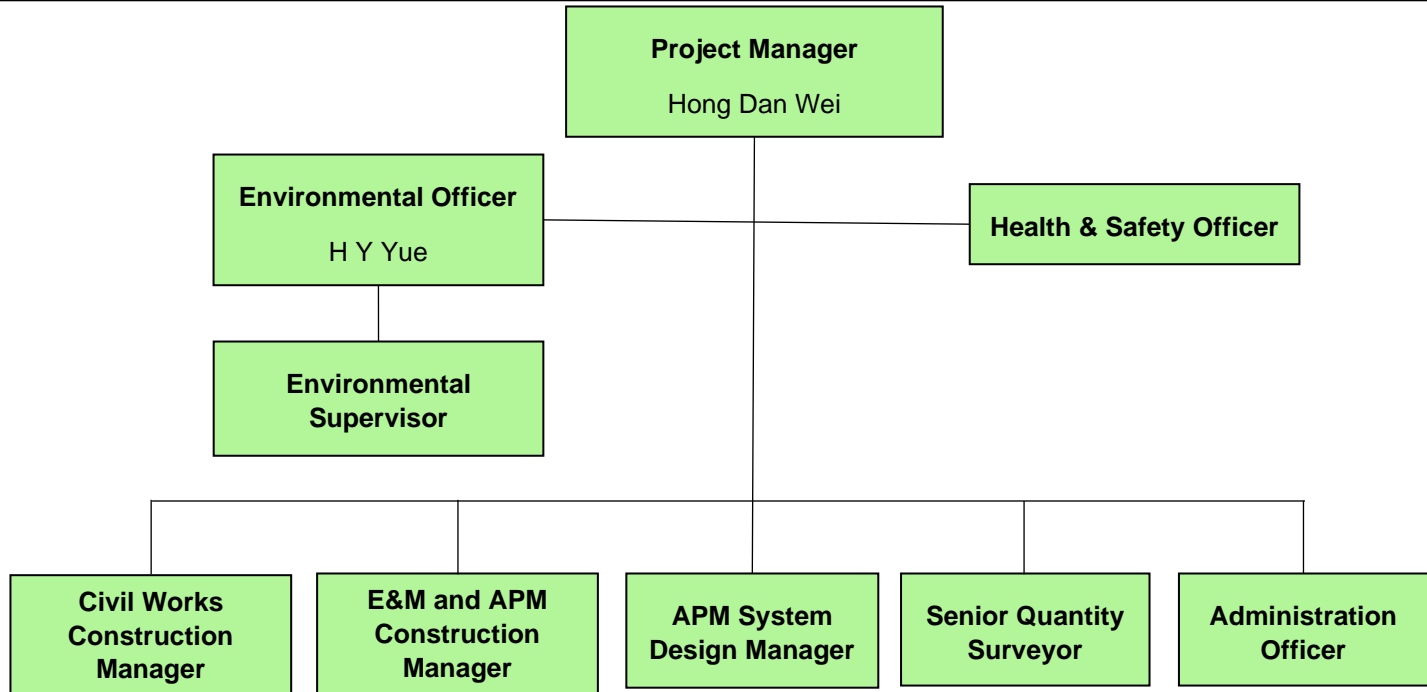 Project Manager
Hong Dan Wei
Environmental Officer
H Y Yue
Health & Safety Officer
Environmental
Supervisor
Civil Works
Construction
Manager
E&M and APM
Construction
Manager
APM System
Design Manager
Senior Quantity
Surveyor
Administration
Officer